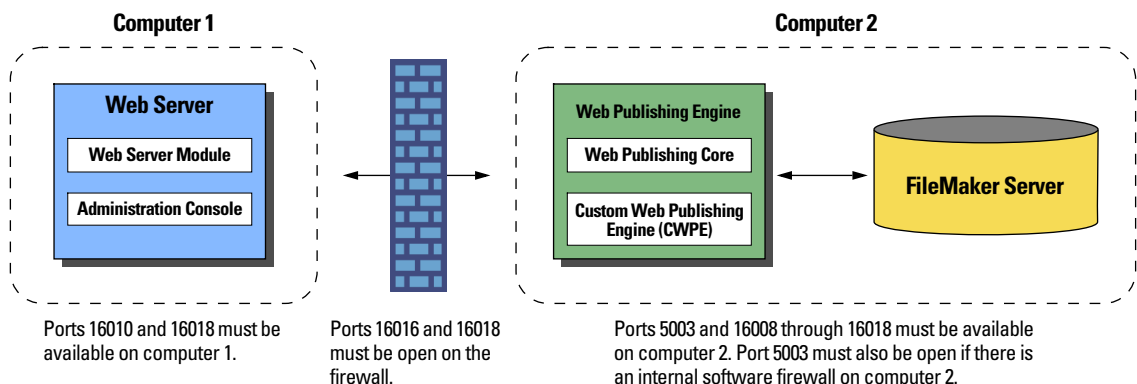 Computer 1
Computer 2
Web Server
Web Server Module
Administration Console
Web Publishing Engine
Web Publishing Core
Custom Web Publishing
Engine (CWPE)
FileMaker Server
Ports 16010 and 16018 must be
available on computer 1.
Ports 16016 and 16018
must be open on the
firewall.
Ports 5003 and 16008 through 16018 must be available
on computer 2. Port 5003 must also be open if there is
an internal software firewall on computer 2.